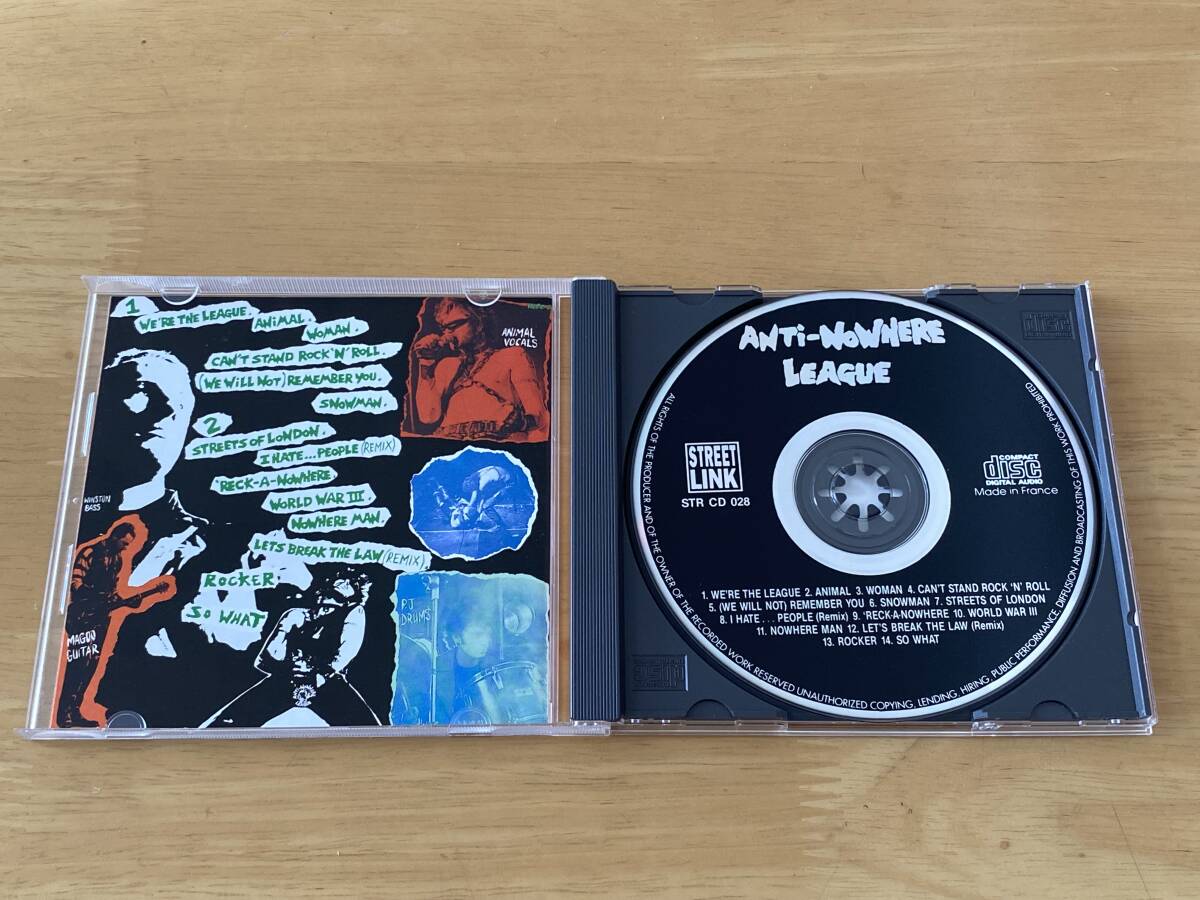 1
WE'RE THE LEAGUE. ANiMAL.
WOMAN.
CAN'T STAND ROCK 'N' ROLL.
(WE WILL NOT) REMEMBER YOU.
SNOWMAN.
2
STREETS OF LONDON.
I HATE...PEOPLE (REMIX)
'RECK-A-NOWHERE.
WORLD WAR III.
NOWHERE MAN.
LET'S BREAK THE LAW (REMIX).
ROCKER.
SO WHAT
ANIMAL
VOCALS
WINSTON
BASS
MAGOO
GUITAR
PJ
DRUMS
ANTi-NOWHERE
LEAGUE
STREET
LINK
STR CD 028
COMPACT
disc
DIGITAL AUDIO
Made in France
1. WE'RE THE LEAGUE 2. ANIMAL 3. WOMAN 4. CAN'T STAND ROCK 'N' ROLL
5. (WE WILL NOT) REMEMBER YOU 6. SNOWMAN 7. STREETS OF LONDON
8. I HATE . . . PEOPLE (Remix) 9. 'RECK-A-NOWHERE 10. WORLD WAR III
11. NOWHERE MAN 12. LET'S BREAK THE LAW (Remix)
13. ROCKER 14. SO WHAT
ALL RIGHTS OF THE PRODUCER AND OF THE OWNER OF THE RECORDED WORK RESERVED UNAUTHORIZED COPYING, LENDING, HIRING, PUBLIC PERFORMANCE, DIFFUSION AND BROADCASTING OF THIS WORK PROHIBITED